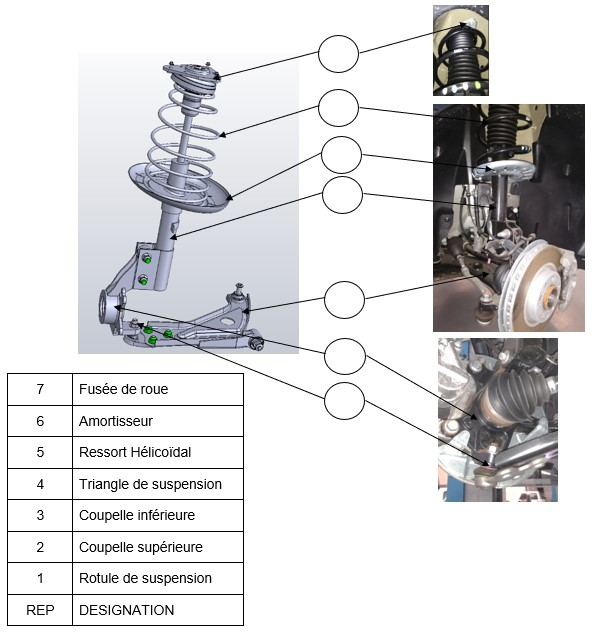 7 Fusée de roue
6 Amortisseur
5 Ressort Hélicoïdal
4 Triangle de suspension
3 Coupelle inférieure
2 Coupelle supérieure
1 Rotule de suspension
REP DESIGNATION